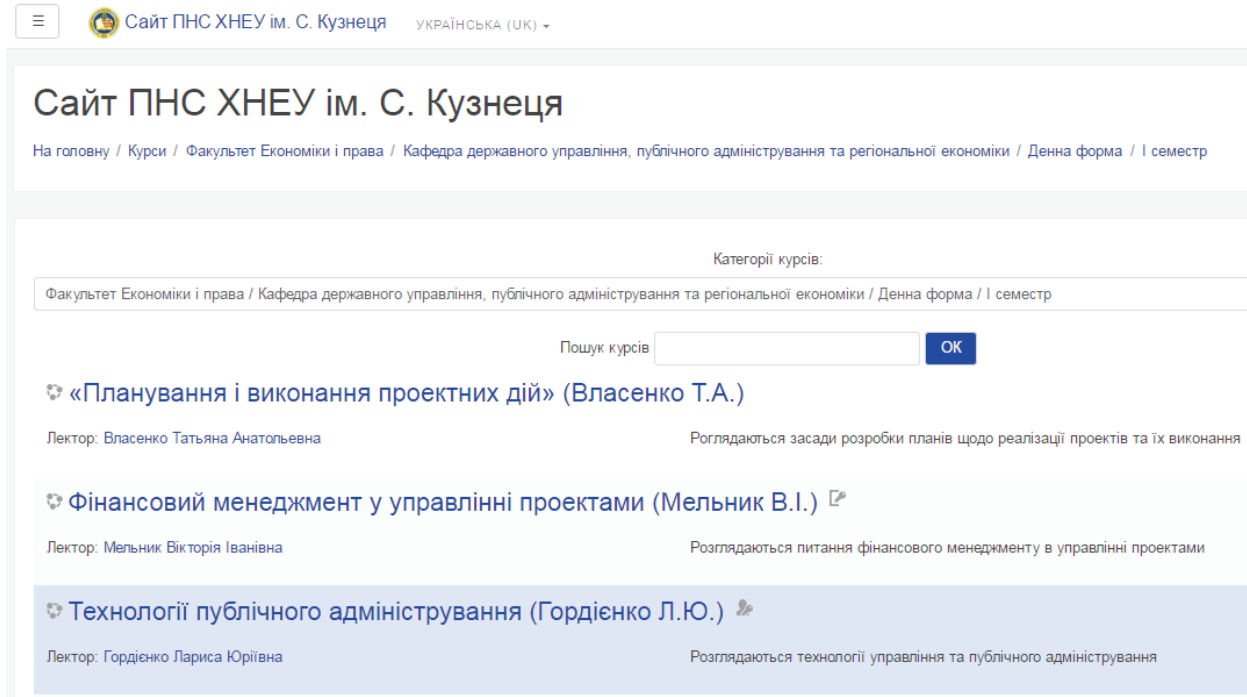 Сайт ПНС ХНЕУ ім. С. Кузнеця УКРАЇНСЬКА (UK)
Сайт ПНС ХНЕУ ім. С. Кузнеця
На головну / Курси / Факультет Економіки і права / Кафедра державного управління, публічного адміністрування та регіональної економіки / Денна форма / І семестр
Категорії курсів:
Факультет Економіки і права / Кафедра державного управління, публічного адміністрування та регіональної економіки / Денна форма / І семестр
Пошук курсів OK
«Планування і виконання проектних дій» (Власенко Т.А.)
Лектор: Власенко Татьяна Анатольевна Роглядаються засади розробки планів щодо реалізації проектів та їх виконання
Фінансовий менеджмент у управлінні проектами (Мельник В.І.)
Лектор: Мельник Вікторія Іванівна Розглядаються питання фінансового менеджменту в управлінні проектами
Технології публічного адміністрування (Гордієнко Л.Ю.)
Лектор: Гордієнко Лариса Юріївна Розглядаються технології управління та публічного адміністрування